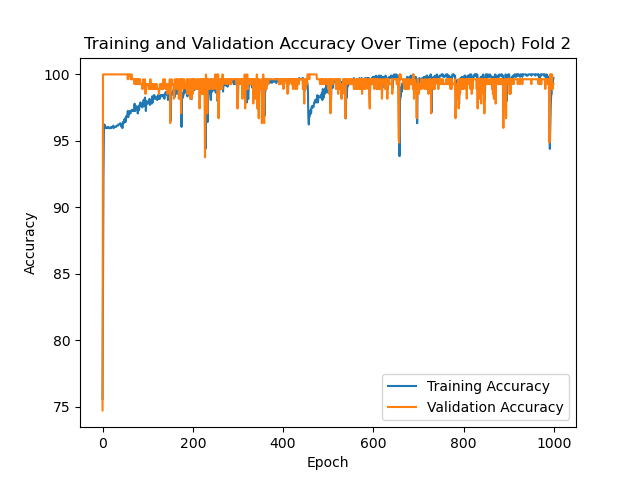 Training and Validation Accuracy Over Time (epoch) Fold 2
100
95
90
85
80
75
Accuracy
0
200
400
600
800
1000
Epoch
Training Accuracy
Validation Accuracy